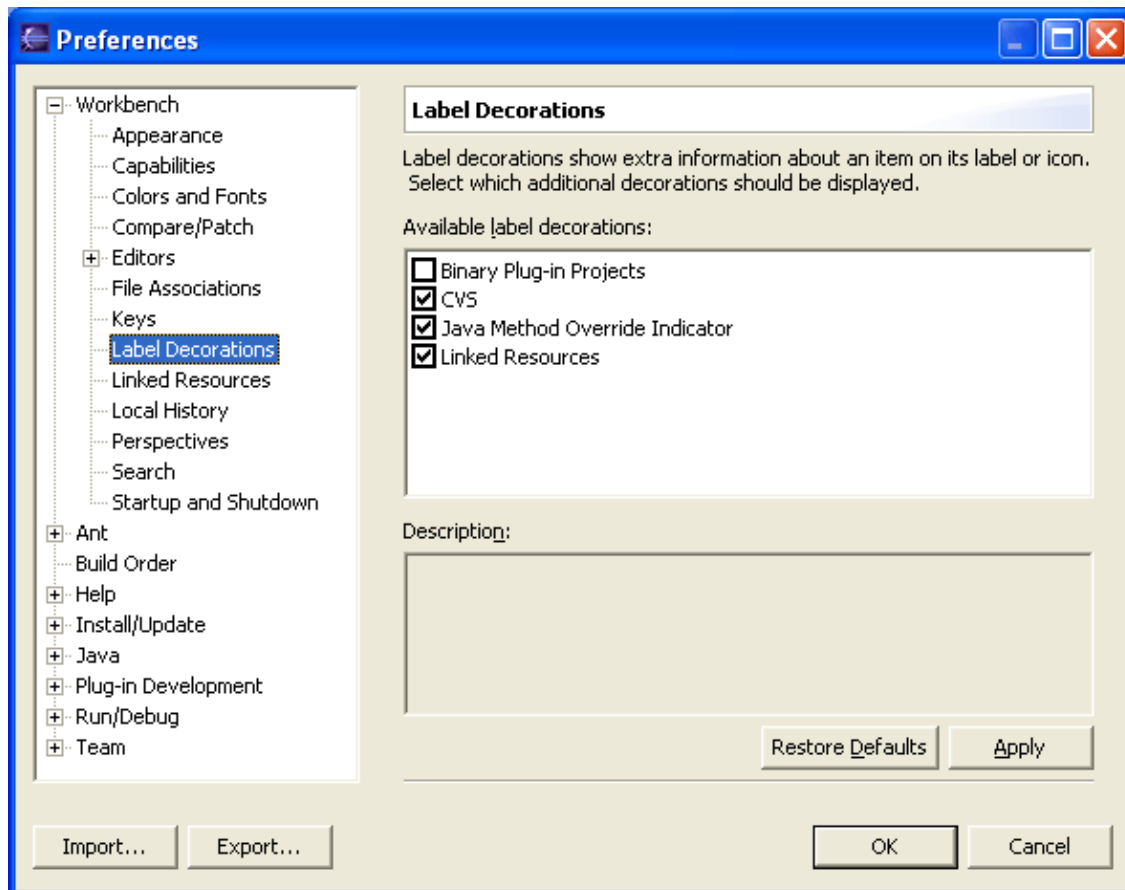 Preferences
Workbench
Appearance
Capabilities
Colors and Fonts
Compare/Patch
Editors
File Associations
Keys
Label Decorations
Linked Resources
Local History
Perspectives
Search
Startup and Shutdown
Ant
Build Order
Help
Install/Update
Java
Plug-in Development
Run/Debug
Team
Label Decorations
Label decorations show extra information about an item on its label or icon.
Select which additional decorations should be displayed.
Available label decorations:
Binary Plug-in Projects
CVS
Java Method Override Indicator
Linked Resources
Description:
Restore Defaults
Apply
Import...
Export...
OK
Cancel